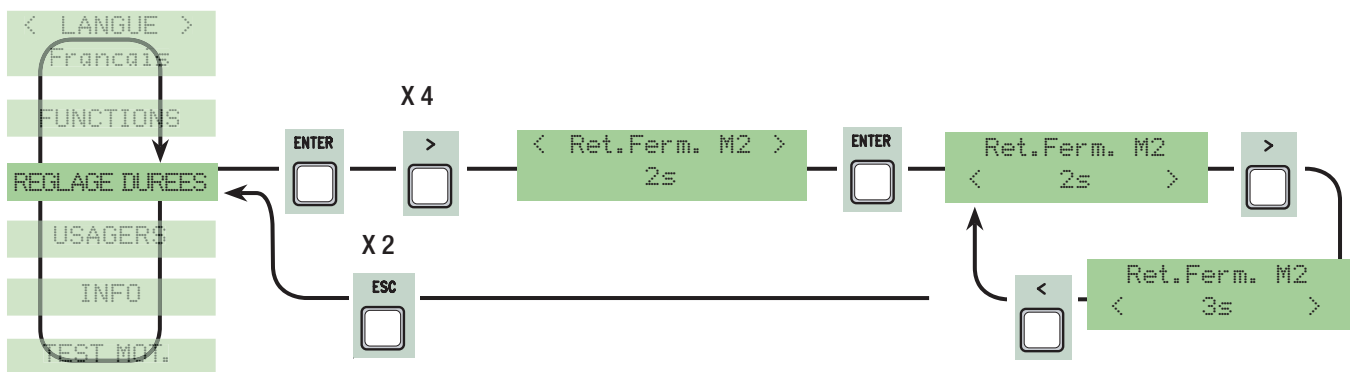 < LANGUE >
Francais
FUNCTIONS
REGLAGE DUREES
USAGERS
INFO
TEST MOT.
ENTER
X 4
>
< Ret.Ferm. M2 >
2s
ENTER
Ret.Ferm. M2
< 2s >
>
X 2
ESC
<
Ret.Ferm. M2
< 3s >